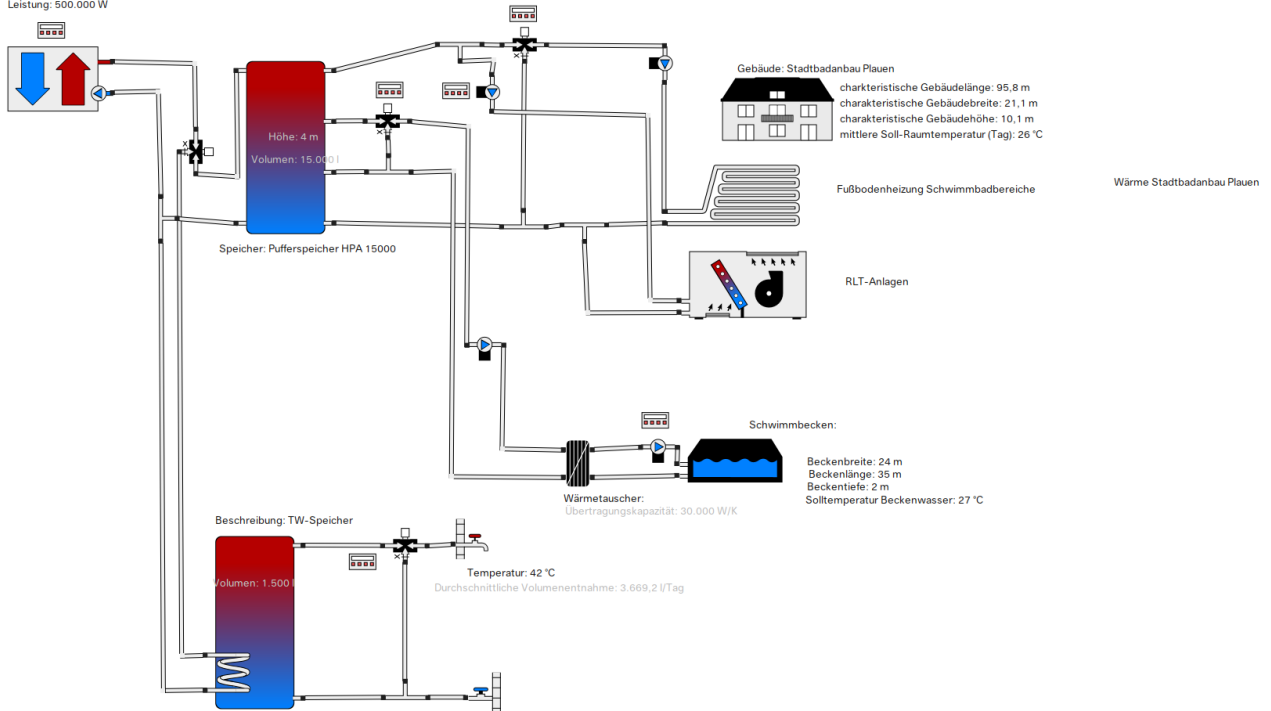 Leistung: 500.000 W
Gebäude: Stadtbadanbau Plauen
charkteristische Gebäudelänge: 95,8 m
charakteristische Gebäudebreite: 21,1 m
charakteristische Gebäudehöhe: 10,1 m
mittlere Soll-Raumtemperatur (Tag): 26 °C
Höhe: 4 m
Volumen: 15.000 l
Fußbodenheizung Schwimmbadbereiche
Wärme Stadtbadanbau Plauen
Speicher: Pufferspeicher HPA 15000
RLT-Anlagen
Schwimmbecken:
Beckenbreite: 24 m
Beckenlänge: 35 m
Beckentiefe: 2 m
Solltemperatur Beckenwasser: 27 °C
Wärmetauscher:
Übertragungskapazität: 30.000 W/K
Beschreibung: TW-Speicher
Volumen: 1.500 l
Temperatur: 42 °C
Durchschnittliche Volumenentnahme: 3.669,2 l/Tag